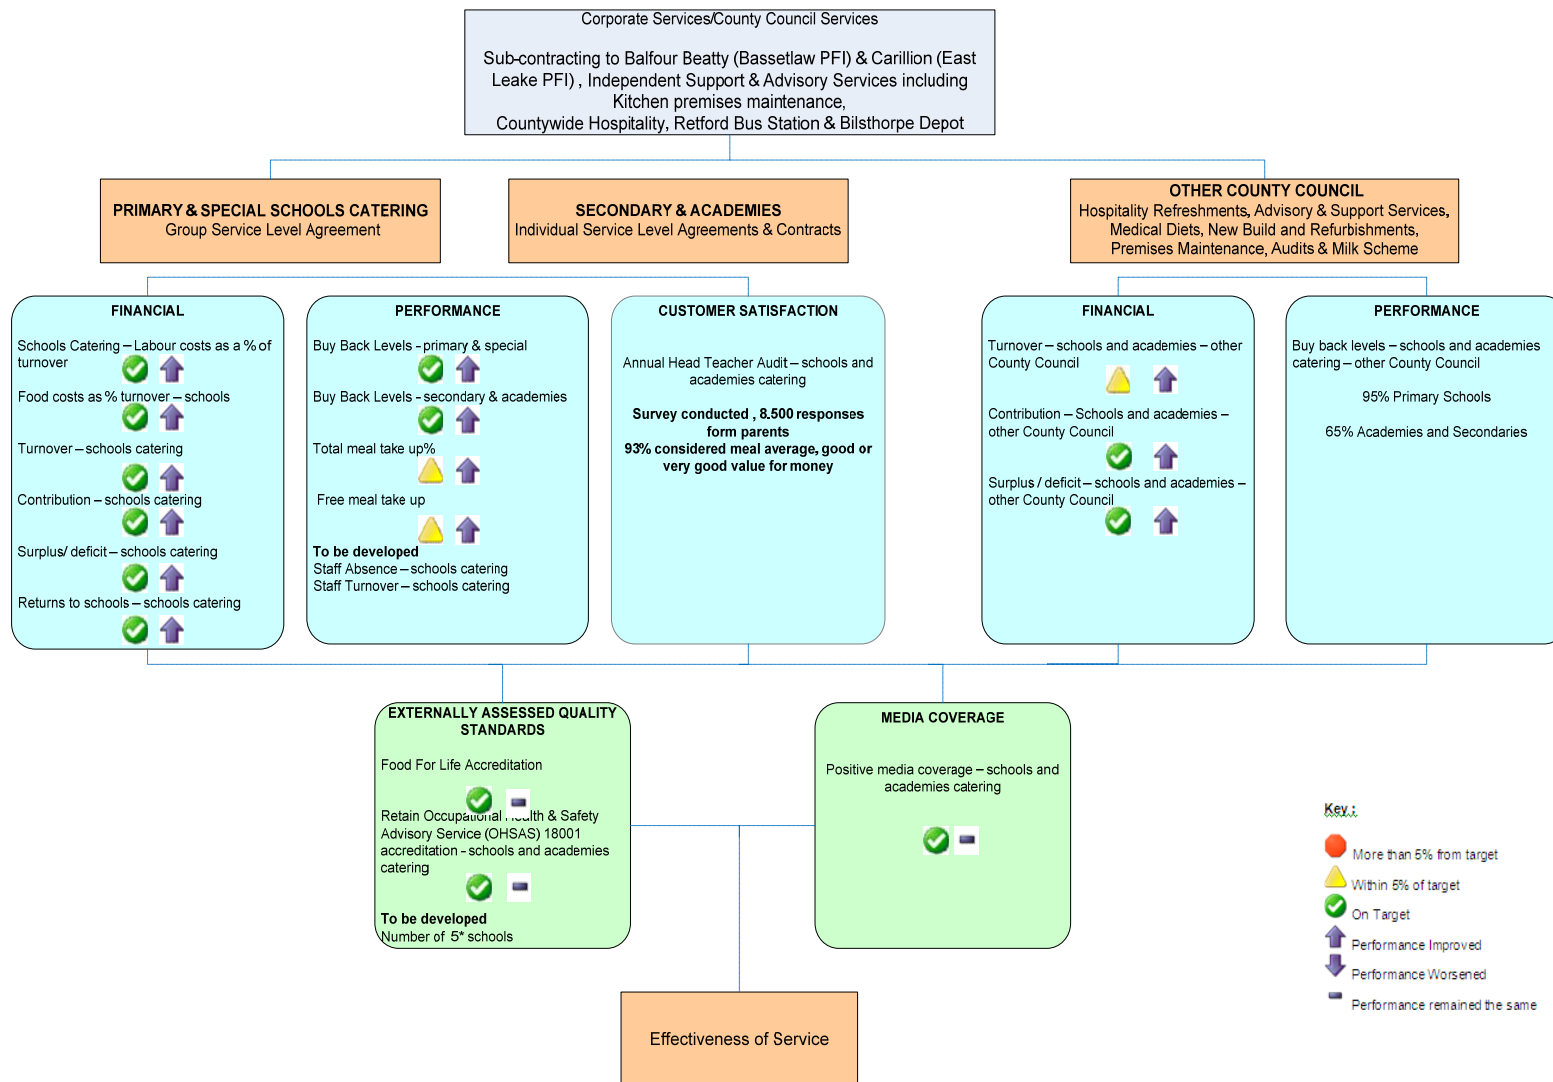 Corporate Services/County Council Services
Sub-contracting to Balfour Beatty (Bassetlaw PFI) & Carillion (East
Leake PFI) , Independent Support & Advisory Services including
Kitchen premises maintenance,
Countywide Hospitality, Retford Bus Station & Bilsthorpe Depot
PRIMARY & SPECIAL SCHOOLS CATERING
Group Service Level Agreement
SECONDARY & ACADEMIES
Individual Service Level Agreements & Contracts
OTHER COUNTY COUNCIL
Hospitality Refreshments, Advisory & Support Services,
Medical Diets, New Build and Refurbishments,
Premises Maintenance, Audits & Milk Scheme
FINANCIAL
Schools Catering – Labour costs as a % of
turnover
Food costs as % turnover – schools
Turnover – schools catering
Contribution – schools catering
Surplus/ deficit – schools catering
Returns to schools – schools catering
PERFORMANCE
Buy Back Levels - primary & special
Buy Back Levels - secondary & academies
Total meal take up%
Free meal take up
To be developed
Staff Absence – schools catering
Staff Turnover – schools catering
CUSTOMER SATISFACTION
Annual Head Teacher Audit – schools and
academies catering
Survey conducted , 8.500 responses
form parents
93% considered meal average, good or
very good value for money
FINANCIAL
Turnover – schools and academies – other
County Council
Contribution – Schools and academies –
other County Council
Surplus / deficit – schools and academies –
other County Council
PERFORMANCE
Buy back levels – schools and academies
catering – other County Council
95% Primary Schools
65% Academies and Secondaries
EXTERNALLY ASSESSED QUALITY
STANDARDS
Food For Life Accreditation
Retain Occupational Health & Safety
Advisory Service (OHSAS) 18001
accreditation - schools and academies
catering
To be developed
Number of 5* schools
MEDIA COVERAGE
Positive media coverage – schools and
academies catering
Key :
More than 5% from target
Within 5% of target
On Target
Performance Improved
Performance Worsened
Performance remained the same
Effectiveness of Service